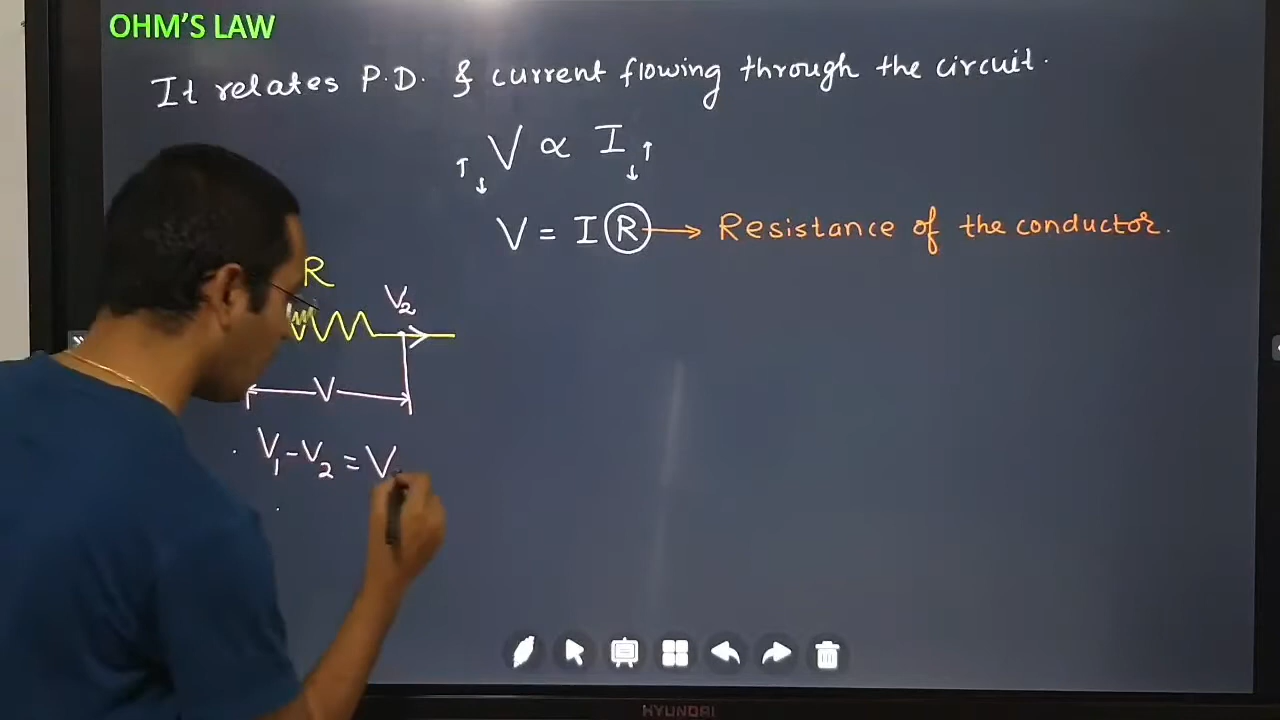 OHM'S LAW
It relates P.D. & current flowing through the circuit.
↑↓ V ∝ I ↓↑
V = I R → Resistance of the conductor.
R
V2
V
V1 - V2 = V
HYUNDAI